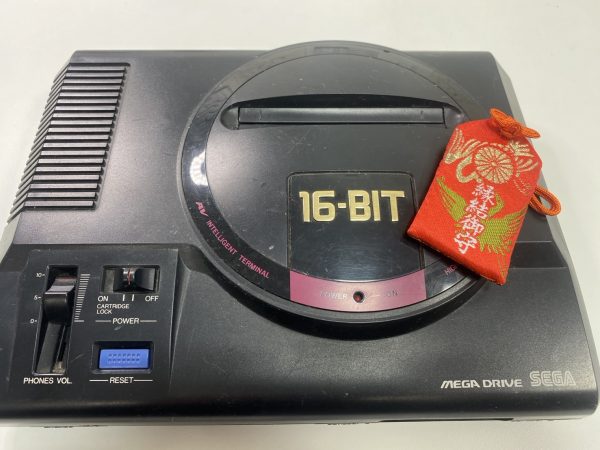 16-BIT
AV INTELLIGENT TERMINAL
POWER ON
縁結御守
10
5
0
ON OFF
CARTRIDGE
LOCK
POWER
PHONES VOL.
RESET
MEGA DRIVE SEGA